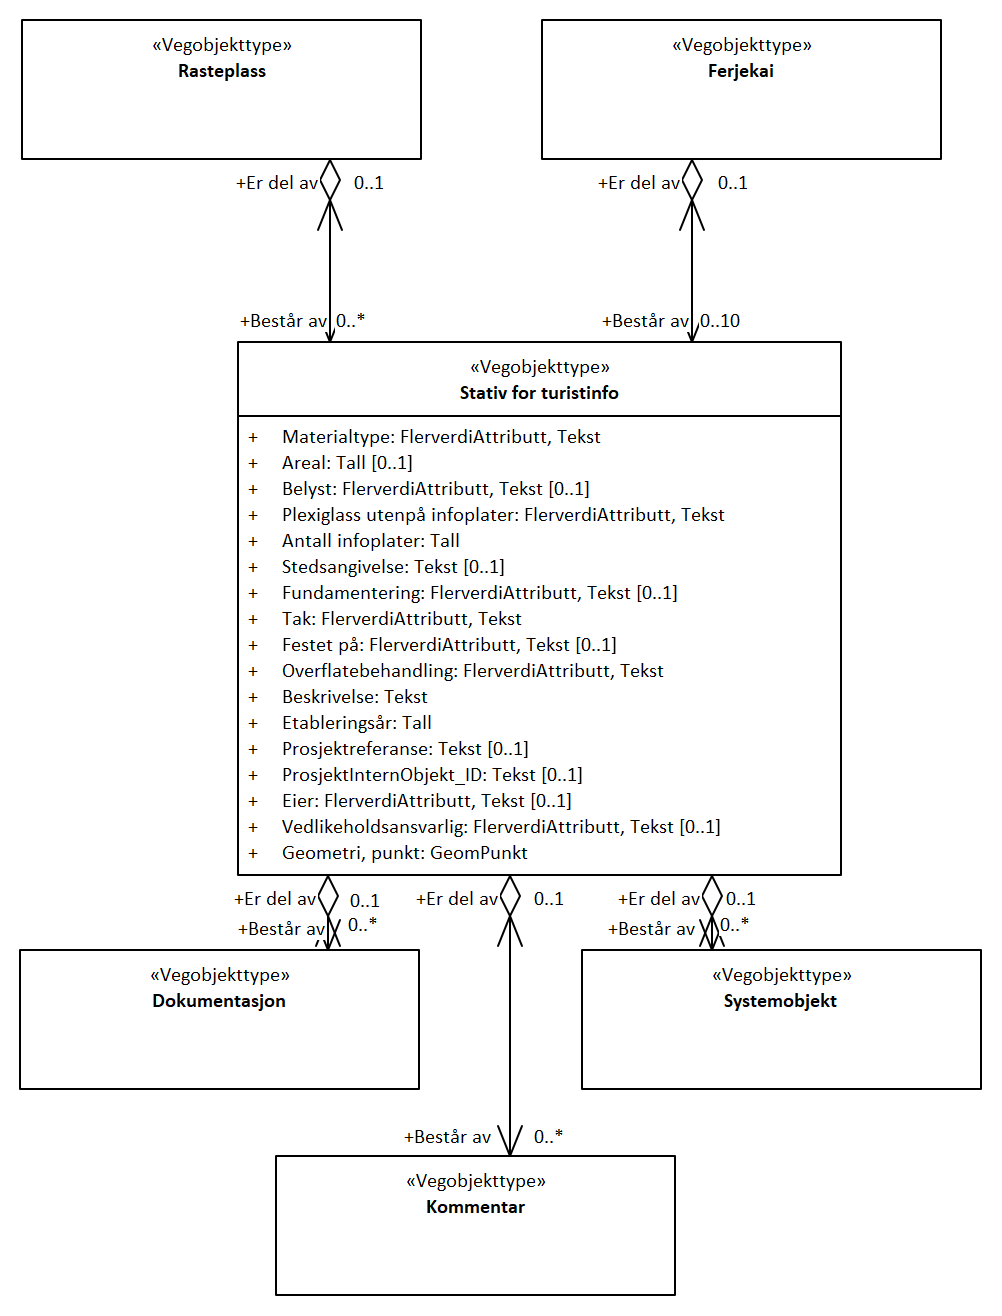 «Vegobjekttype»
Rasteplass
«Vegobjekttype»
Ferjekai
+Er del av 0..1
+Er del av 0..1
+Består av 0..*
+Består av 0..10
«Vegobjekttype»
Stativ for turistinfo
+ Materialtype: FlerverdiAttributt, Tekst
+ Areal: Tall [0..1]
+ Belyst: FlerverdiAttributt, Tekst [0..1]
+ Plexiglass utenpå infoplater: FlerverdiAttributt, Tekst
+ Antall infoplater: Tall
+ Stedsangivelse: Tekst [0..1]
+ Fundamentering: FlerverdiAttributt, Tekst [0..1]
+ Tak: FlerverdiAttributt, Tekst
+ Festet på: FlerverdiAttributt, Tekst [0..1]
+ Overflatebehandling: FlerverdiAttributt, Tekst
+ Beskrivelse: Tekst
+ Etableringsår: Tall
+ Prosjektreferanse: Tekst [0..1]
+ ProsjektInternObjekt_ID: Tekst [0..1]
+ Eier: FlerverdiAttributt, Tekst [0..1]
+ Vedlikeholdsansvarlig: FlerverdiAttributt, Tekst [0..1]
+ Geometri, punkt: GeomPunkt
+Er del av 0..1
+Er del av 0..1
+Er del av 0..1
+Består av 0..*
+Består av 0..*
«Vegobjekttype»
Dokumentasjon
«Vegobjekttype»
Systemobjekt
+Består av 0..*
«Vegobjekttype»
Kommentar